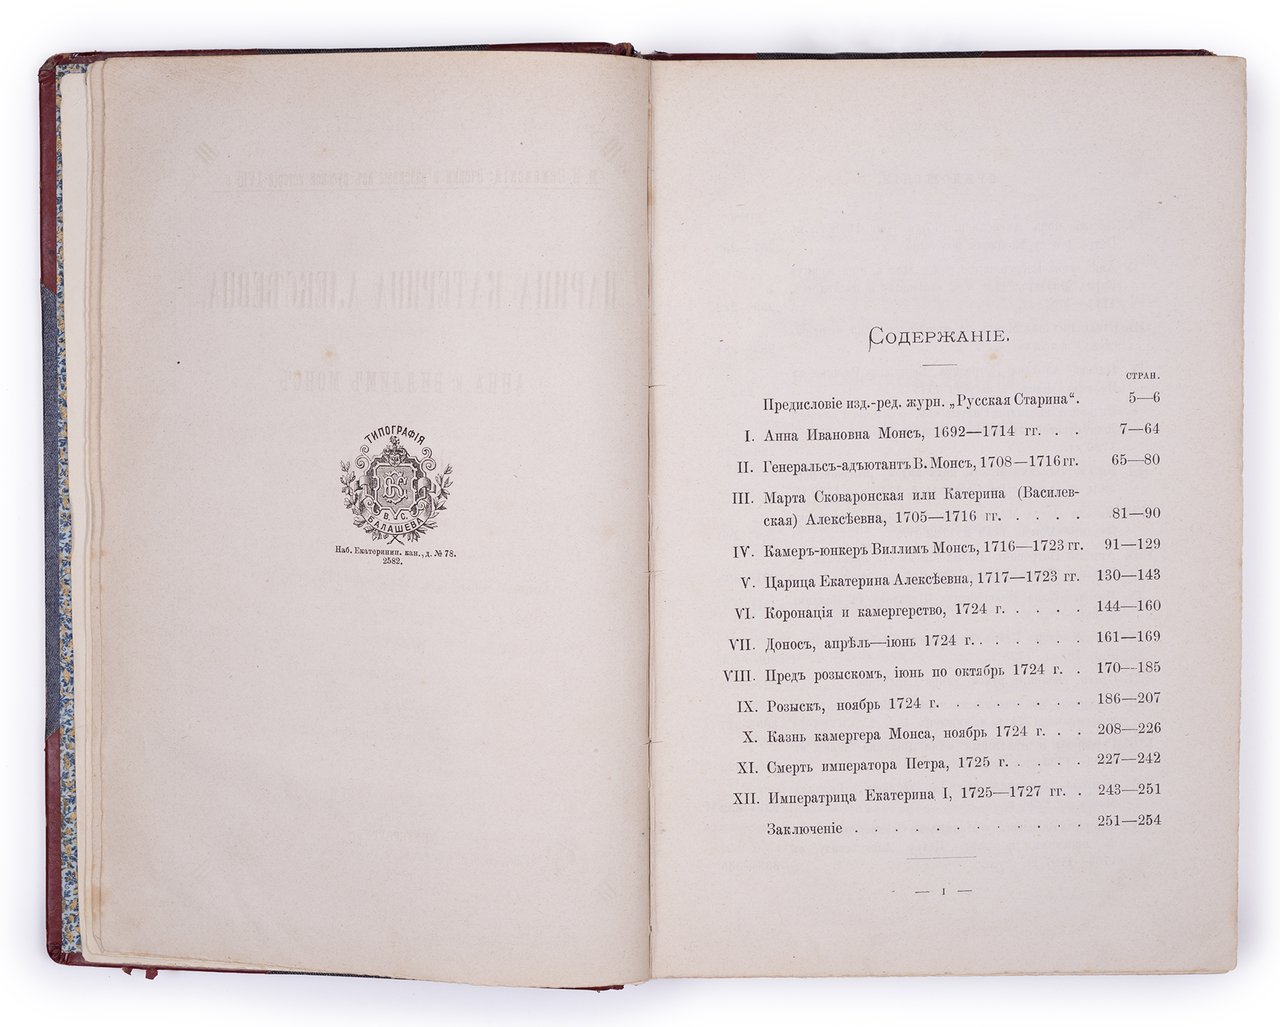 ТИПОГРАФІЯ
В. С.
БАЛАШЕВА
Наб. Екатеринин. кан., д. № 78.
2582.
Содержаніе.
СТРАН.
Предисловіе изд.-ред. журн. „Русская Старина“. 5—6
I. Анна Ивановна Монсъ, 1692—1714 гг. . . 7—64
II. Генералъс-адъютантъ В. Монсъ, 1708—1716 гг. 65—80
III. Марта Сковаронская или Катерина (Василев-
ская) Алексѣевна, 1705—1716 гг. . . . . 81—90
IV. Камеръ-юнкеръ Виллимъ Монсъ, 1716—1723 гг. 91—129
V. Царица Екатерина Алексѣевна, 1717—1723 гг. 130—143
VI. Коронація и камергерство, 1724 г. . . . . 144—160
VII. Доносъ, апрѣль—іюнь 1724 г. . . . . . . 161—169
VIII. Предъ розыскомъ, іюнь по октябрь 1724 г. . 170—185
IX. Розыскъ, ноябрь 1724 г. . . . . . . . 186—207
X. Казнь камергера Монса, ноябрь 1724 г. . . 208—226
XI. Смерть императора Петра, 1725 г. . . . . 227—242
XII. Императрица Екатерина I, 1725—1727 гг. . 243—251
Заключеніе . . . . . . . . . . . . 251—254
— 1 —